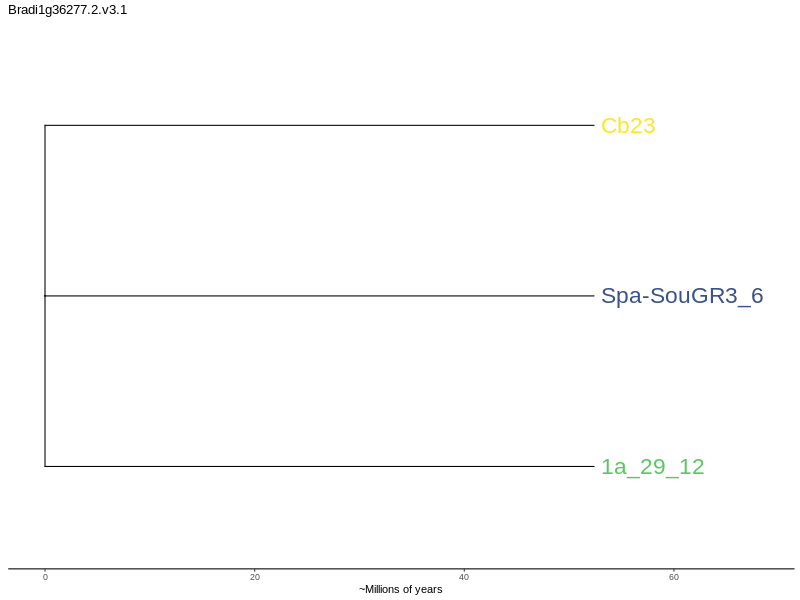 Bradi1g36277.2.v3.1
Cb23
Spa-SouGR3_6
1a_29_12
0 20 40 60
~Millions of years